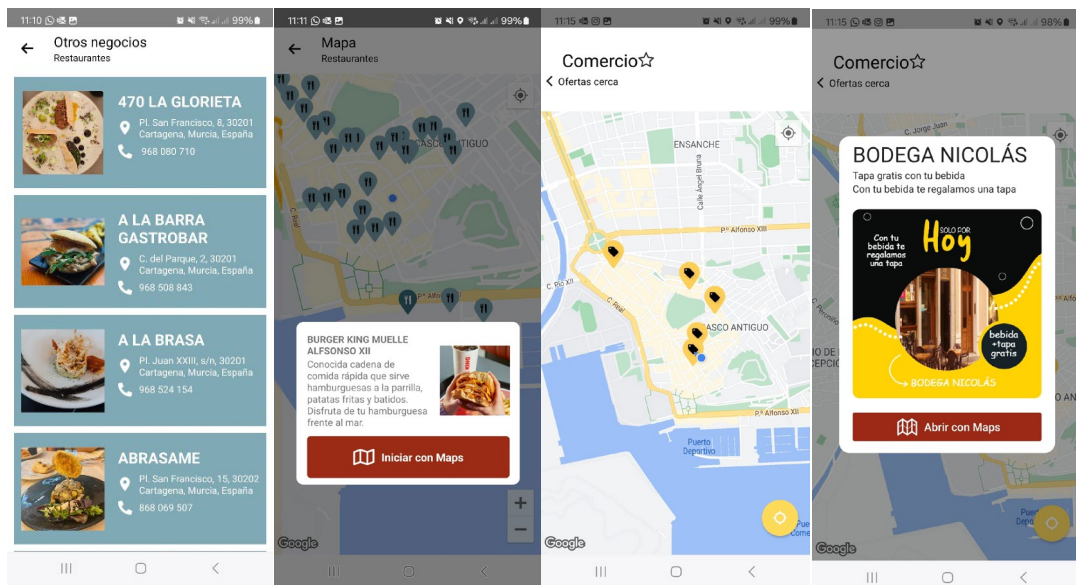 11:10 99%
Otros negocios
Restaurantes
470 LA GLORIETA
Pl. San Francisco, 8, 30201
Cartagena, Murcia, España
968 080 710
A LA BARRA
GASTROBAR
C. del Parque, 2, 30201
Cartagena, Murcia, España
968 508 843
A LA BRASA
Pl. Juan XXIII, s/n, 30201
Cartagena, Murcia, España
968 524 154
ABRASAME
Pl. San Francisco, 15, 30202
Cartagena, Murcia, España
868 069 507
11:11 99%
Mapa
Restaurantes
CASCO ANTIGUO
C. Real
P.º Alfo
BURGER KING MUELLE
ALFSONSO XII
Conocida cadena de
comida rápida que sirve
hamburguesas a la parrilla,
patatas fritas y batidos.
Disfruta de tu hamburguesa
frente al mar.
Iniciar con Maps
+
−
Google
11:15 99%
Comercio☆
Ofertas cerca
ENSANCHE
Calle Ángel Bruna
P.º Alfonso XIII
C. Pío XII
C. Real
ASCO ANTIGUO
P.º Alfonso XII
Puerto
Deportivo
Pue
Come
Google
11:15 98%
Comercio☆
Ofertas cerca
C. Jorge Juan
BODEGA NICOLÁS
Tapa gratis con tu bebida
Con tu bebida te regalamos una tapa
Con tu
bebida te
regalamos
una tapa
SOLO POR
Hoy
bebida
+tapa
gratis
BODEGA NICOLÁS
Abrir con Maps
Google